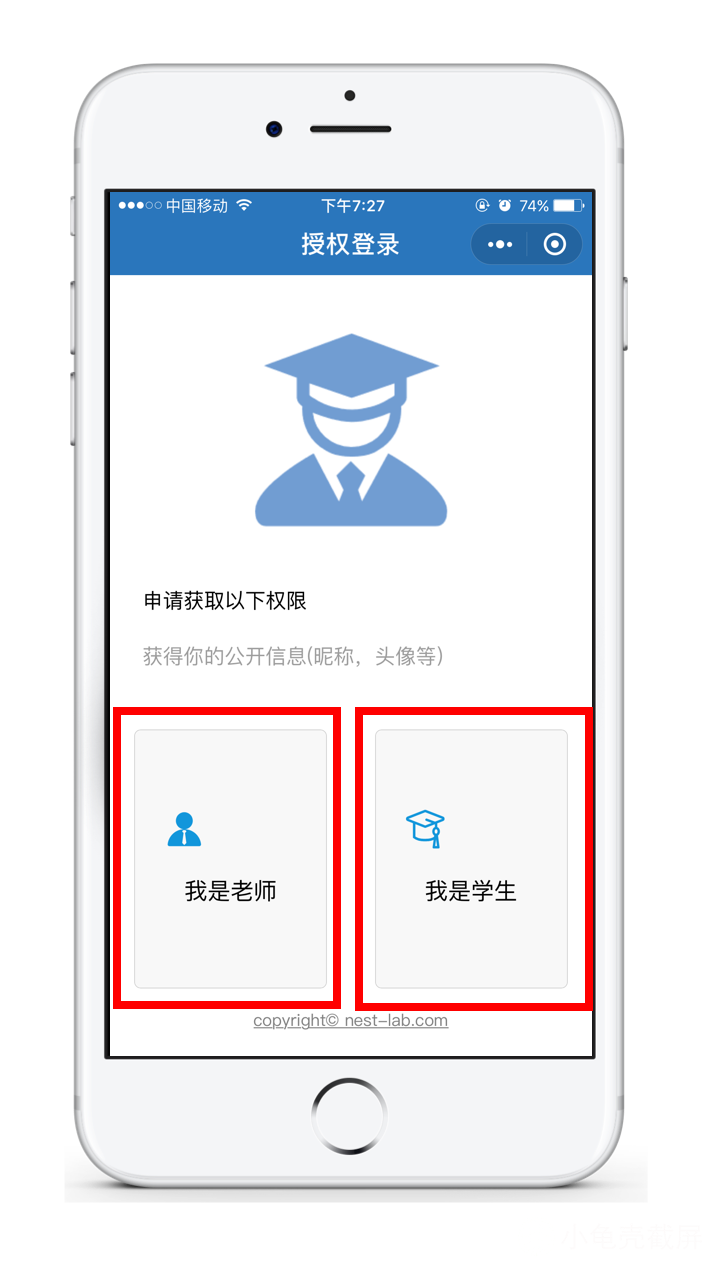 中国移动 下午7:27 74%
授权登录
申请获取以下权限
获得你的公开信息(昵称，头像等)
我是老师 我是学生
copyright© nest-lab.com